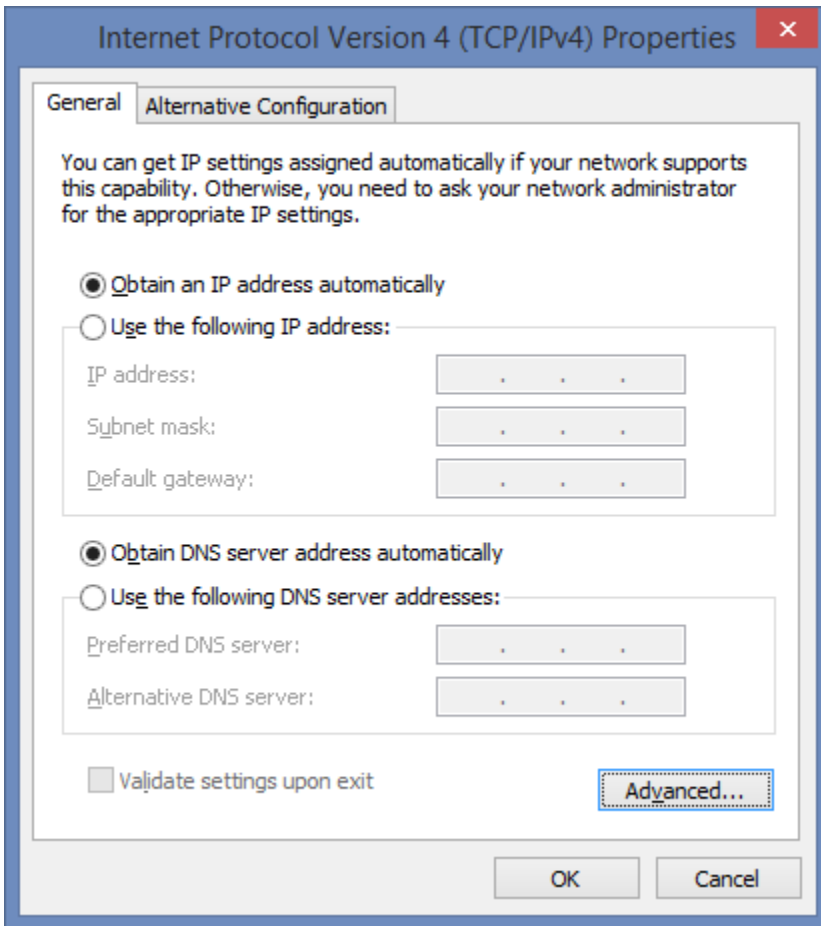 Internet Protocol Version 4 (TCP/IPv4) Properties
General
Alternative Configuration
You can get IP settings assigned automatically if your network supports
this capability. Otherwise, you need to ask your network administrator
for the appropriate IP settings.
Obtain an IP address automatically
Use the following IP address:
IP address:
. . .
Subnet mask:
. . .
Default gateway:
. . .
Obtain DNS server address automatically
Use the following DNS server addresses:
Preferred DNS server:
. . .
Alternative DNS server:
. . .
Validate settings upon exit
Advanced...
OK
Cancel